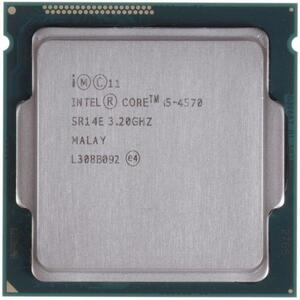 i Ⓜ Ⓒ 11
INTEL® CORE™ i5-4570
SR14E 3.20GHZ
MALAY
L308B092 e4